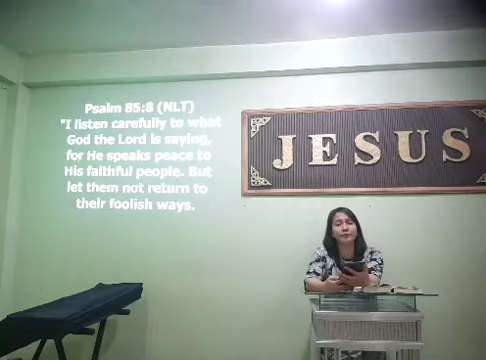 Psalm 85:8 (NLT)
"I listen carefully to what
God the Lord is saying,
for He speaks peace to
His faithful people. But
let them not return to
their foolish ways.
JESUS